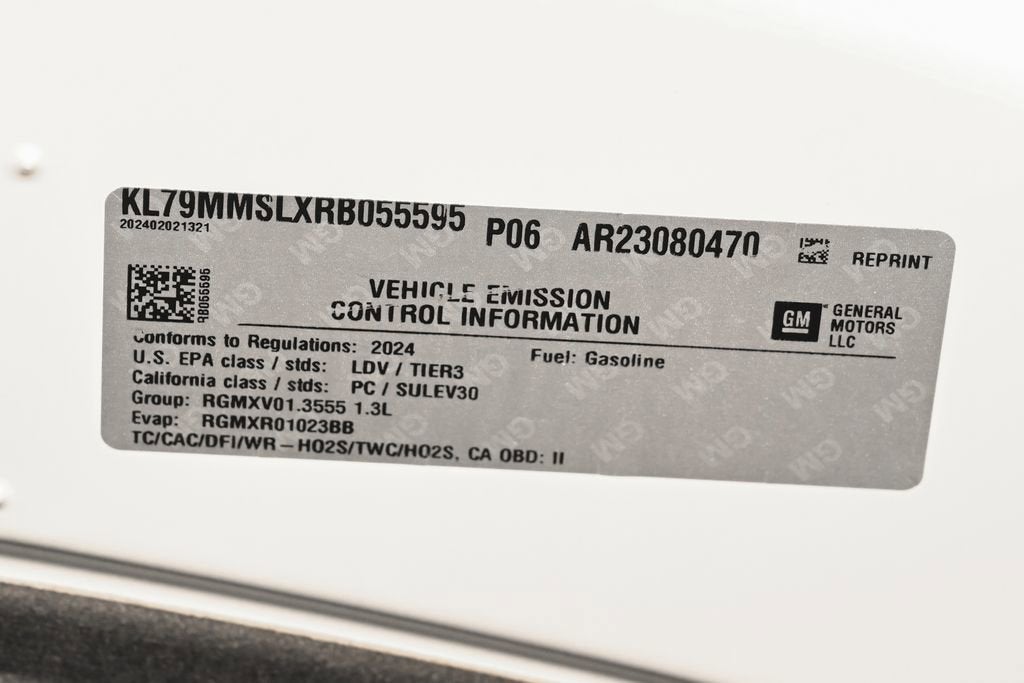 KL79MMSLXRB055595 P06 AR23080470
202402021321
REPRINT
RB055595
VEHICLE EMISSION
CONTROL INFORMATION
GM GENERAL
MOTORS
LLC
Conforms to Regulations: 2024
Fuel: Gasoline
U.S. EPA class / stds: LDV / TIER3
California class / stds: PC / SULEV30
Group: RGMXV01.3555 1.3L
Evap: RGMXR01023BB
TC/CAC/DFI/WR – HO2S/TWC/HO2S, CA OBD: II